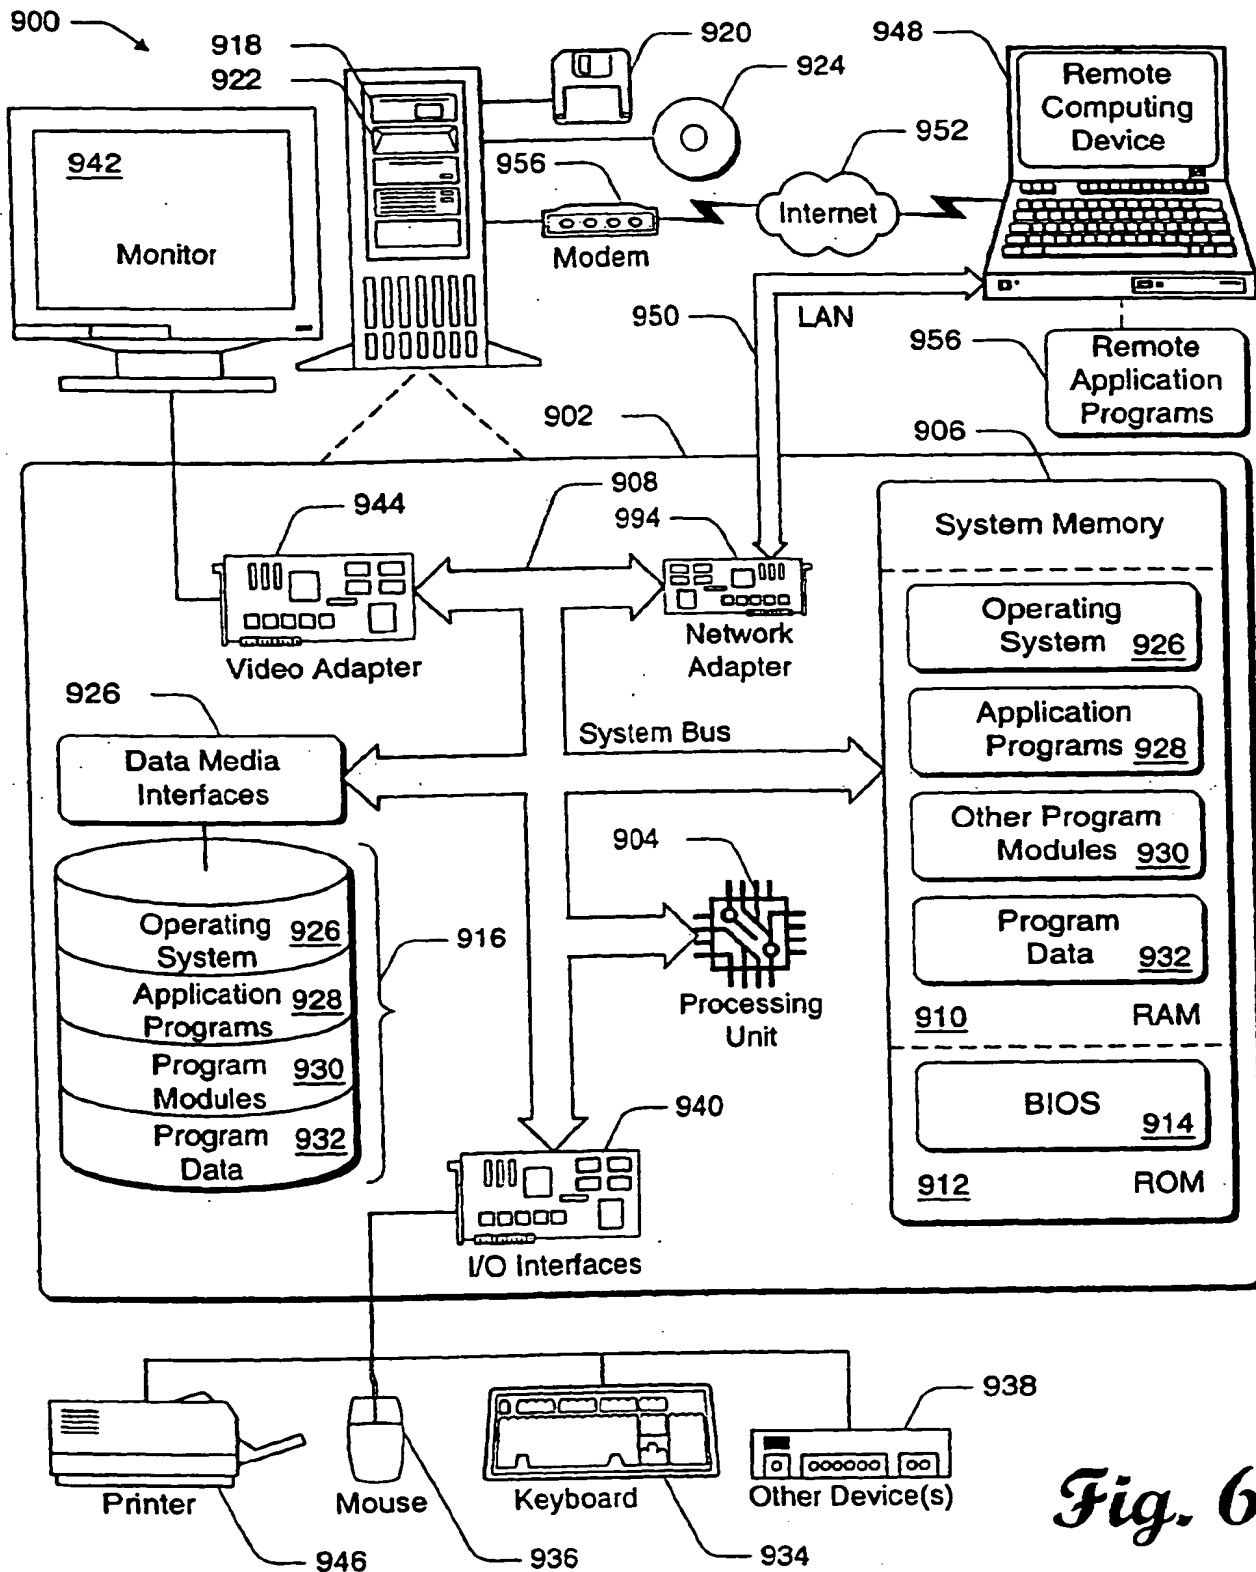 900
918
922
920
924
948
942
Monitor
956
Modem
952
Internet
Remote
Computing
Device
950
LAN
956
Remote
Application
Programs
902
906
944
908
994
Video Adapter
Network
Adapter
System Memory
Operating
System 926
Application
Programs 928
Other Program
Modules 930
Program
Data 932
910 RAM
BIOS
914
912 ROM
926
Data Media
Interfaces
System Bus
904
Processing
Unit
Operating
System 926
Application
Programs 928
Program
Modules 930
Program
Data 932
916
940
I/O Interfaces
Printer
946
Mouse
936
Keyboard
934
938
Other Device(s)
Fig. 6